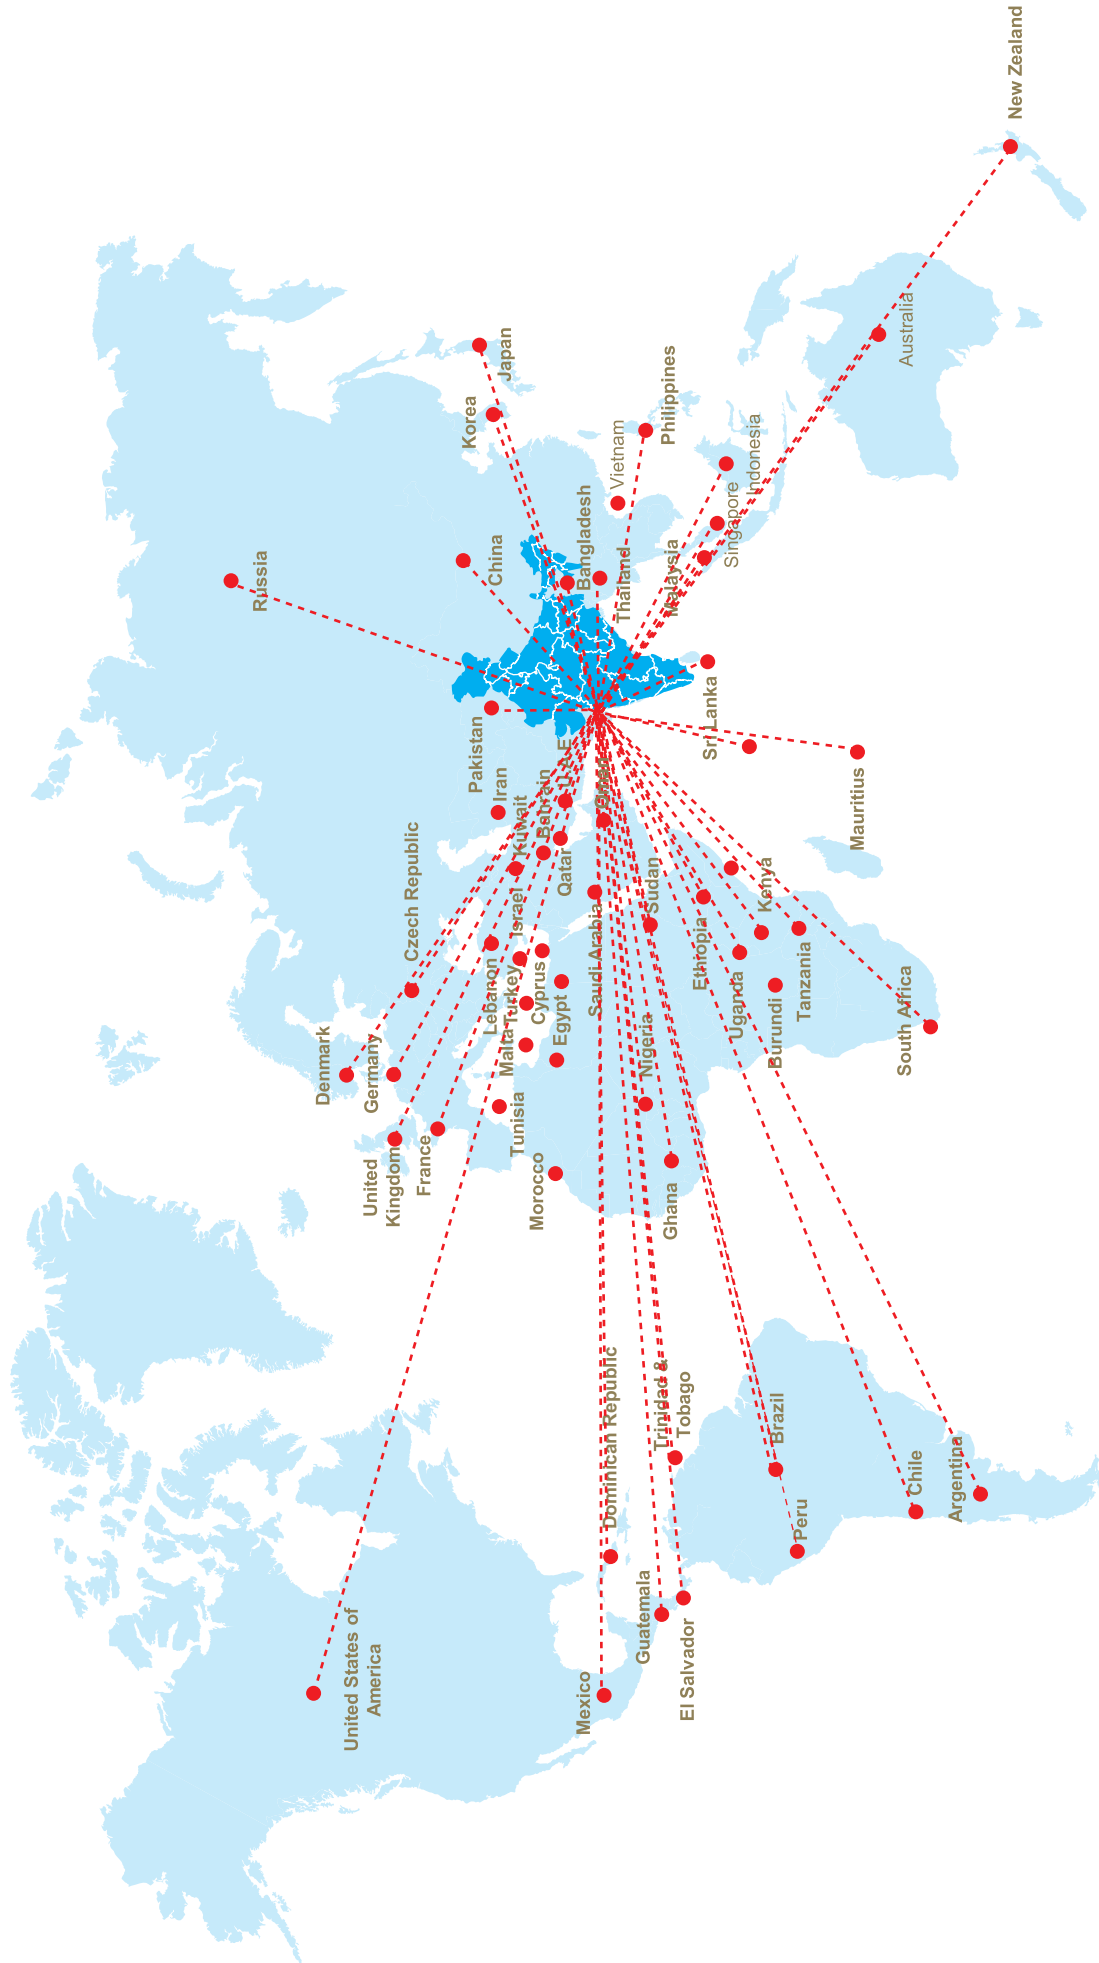 United States of
America
Mexico
Guatemala
El Salvador
Dominican Republic
Trinidad &
Tobago
Peru
Brazil
Chile
Argentina
Denmark
Germany
United
Kingdom
France
Czech Republic
Tunisia
Morocco
Malta
Turkey
Lebanon
Israel
Cyprus
Egypt
Kuwait
Iran
Pakistan
Bahrain
Qatar
U.A.E
Oman
Saudi Arabia
Sudan
Nigeria
Ghana
Ethiopia
Uganda
Kenya
Burundi
Tanzania
South Africa
Mauritius
Sri Lanka
Russia
China
Korea
Japan
Bangladesh
Vietnam
Thailand
Philippines
Malaysia
Singapore
Indonesia
Australia
New Zealand